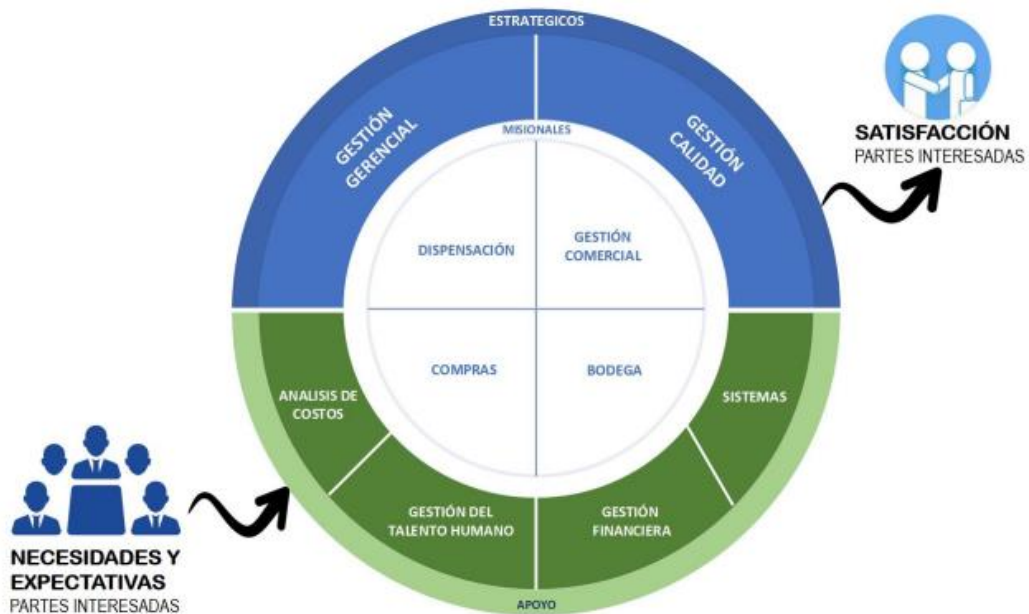 ESTRATEGICOS
GESTIÓN
GERENCIAL
GESTIÓN
CALIDAD
SATISFACCIÓN
PARTES INTERESADAS
MISIONALES
DISPENSACIÓN
GESTIÓN
COMERCIAL
COMPRAS
BODEGA
ANALISIS DE
COSTOS
SISTEMAS
GESTIÓN DEL
TALENTO HUMANO
GESTIÓN
FINANCIERA
NECESIDADES Y
EXPECTATIVAS
PARTES INTERESADAS
APOYO